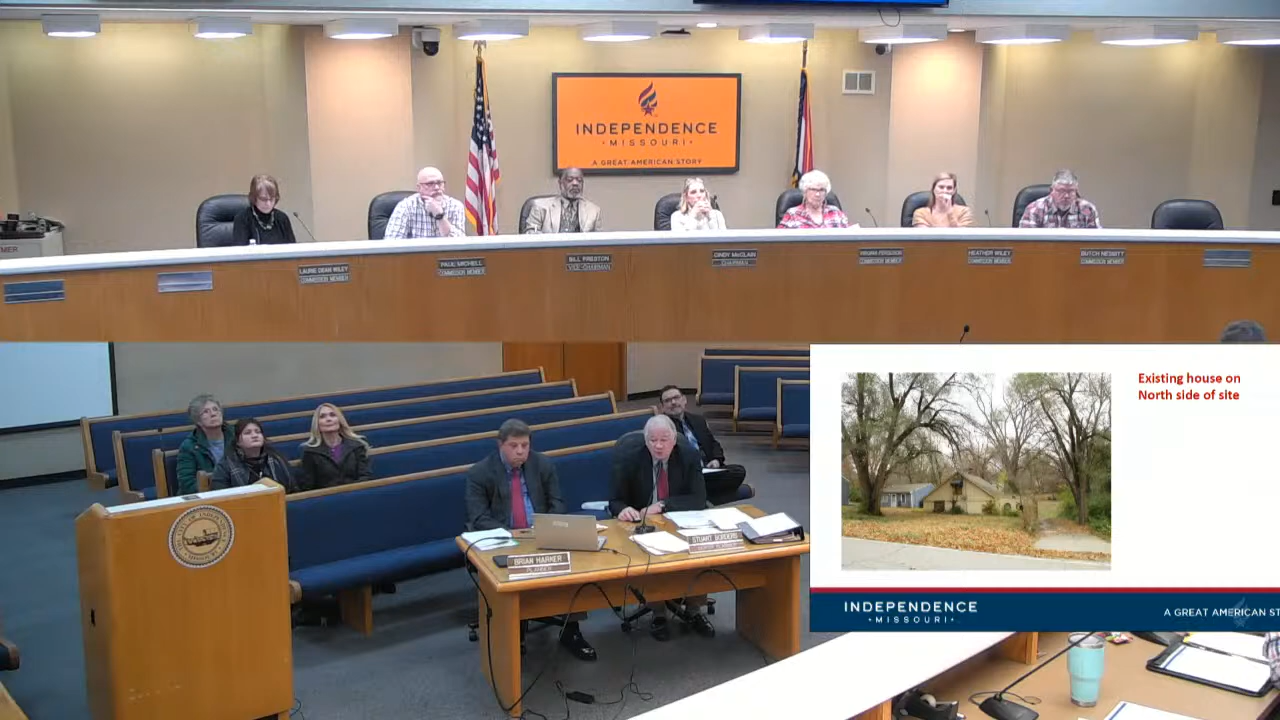 INDEPENDENCE
• MISSOURI •
A GREAT AMERICAN STORY
LAURIE DEAN WILEY
COMMISSION MEMBER
PAUL MICHELL
COMMISSION MEMBER
BILL PRESTON
VICE-CHAIRMAN
CINDY McCLAIN
CHAIRMAN
VIRGINIA FERGUSON
COMMISSION MEMBER
HEATHER WILEY
COMMISSION MEMBER
BUTCH NESBITT
COMMISSION MEMBER
BRIAN HARKER
PLANNER
STUART BORDERS
Existing house on
North side of site
INDEPENDENCE
• MISSOURI •
A GREAT AMERICAN ST